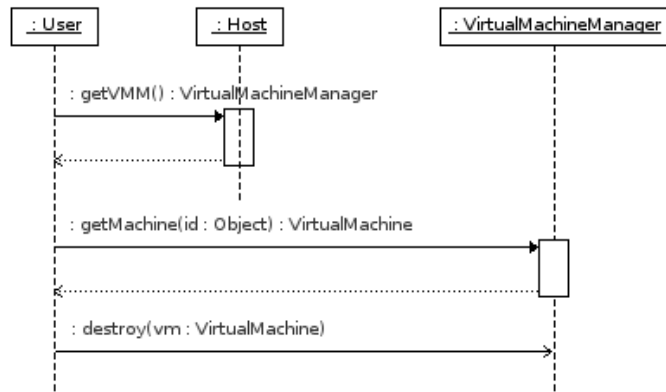 : User
: Host
: VirtualMachineManager
: getVMM() : VirtualMachineManager
: getMachine(id : Object) : VirtualMachine
: destroy(vm : VirtualMachine)